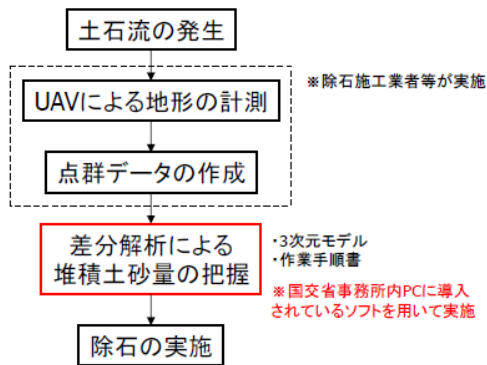 土石流の発生
UAVによる地形の計測
※除石施工業者等が実施
点群データの作成
差分解析による
堆積土砂量の把握
・3次元モデル
・作業手順書
※国交省事務所内PCに導入
されているソフトを用いて実施
除石の実施